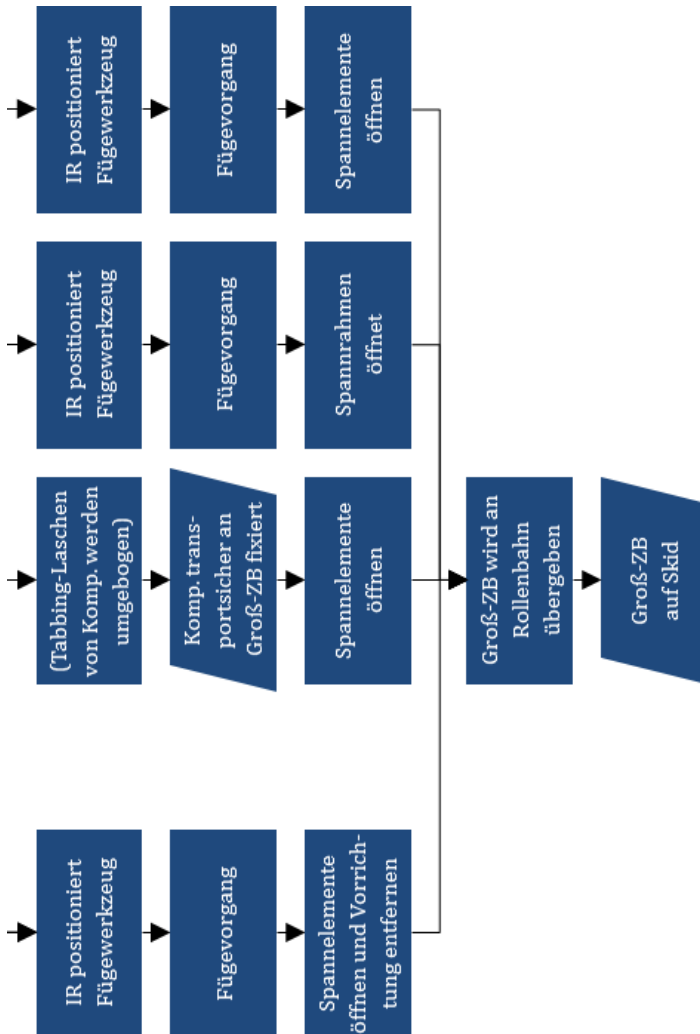 IR positioniert
Fügewerkzeug
(Tabbing-Laschen
von Komp. werden
umgebogen)
IR positioniert
Fügewerkzeug
IR positioniert
Fügewerkzeug
Fügevorgang
Komp. trans-
portsicher an
Groß-ZB fixiert
Fügevorgang
Fügevorgang
Spannelemente
öffnen und Vorrich-
tung entfernen
Spannelemente
öffnen
Spannrahmen
öffnet
Spannelemente
öffnen
Groß-ZB wird an
Rollenbahn
übergeben
Groß-ZB
auf Skid